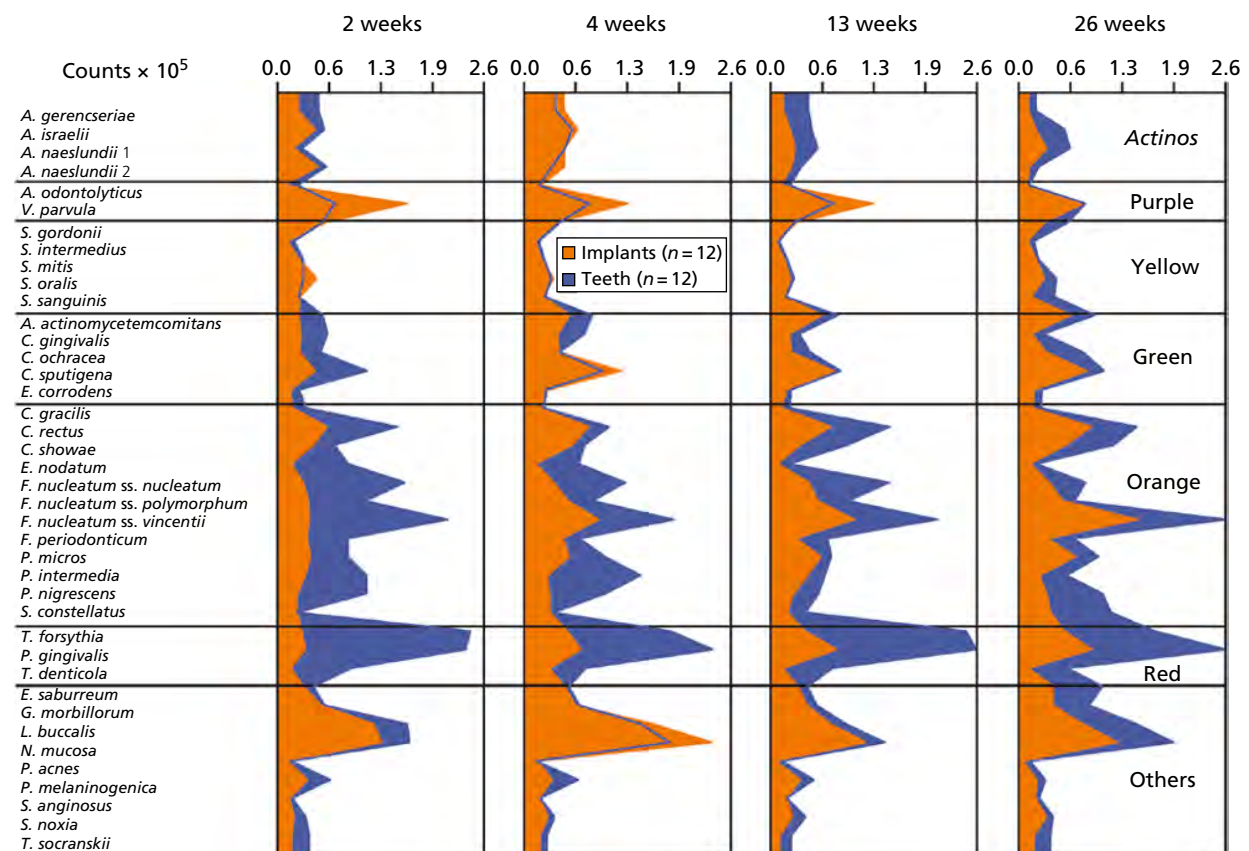 2 weeks 4 weeks 13 weeks 26 weeks
Counts × 10⁵ 0.0 0.6 1.3 1.9 2.6 0.0 0.6 1.3 1.9 2.6 0.0 0.6 1.3 1.9 2.6 0.0 0.6 1.3 1.9 2.6
A. gerencseriae
A. israelii
A. naeslundii 1
A. naeslundii 2
Actinos
A. odontolyticus
V. parvula
Purple
S. gordonii
S. intermedius
S. mitis
S. oralis
S. sanguinis
Implants (n = 12)
Teeth (n = 12)
Yellow
A. actinomycetemcomitans
C. gingivalis
C. ochracea
C. sputigena
E. corrodens
Green
C. gracilis
C. rectus
C. showae
E. nodatum
F. nucleatum ss. nucleatum
F. nucleatum ss. polymorphum
F. nucleatum ss. vincentii
F. periodonticum
P. micros
P. intermedia
P. nigrescens
S. constellatus
Orange
T. forsythia
P. gingivalis
T. denticola
Red
E. saburreum
G. morbillorum
L. buccalis
N. mucosa
P. acnes
P. melaninogenica
S. anginosus
S. noxia
T. socranskii
Others